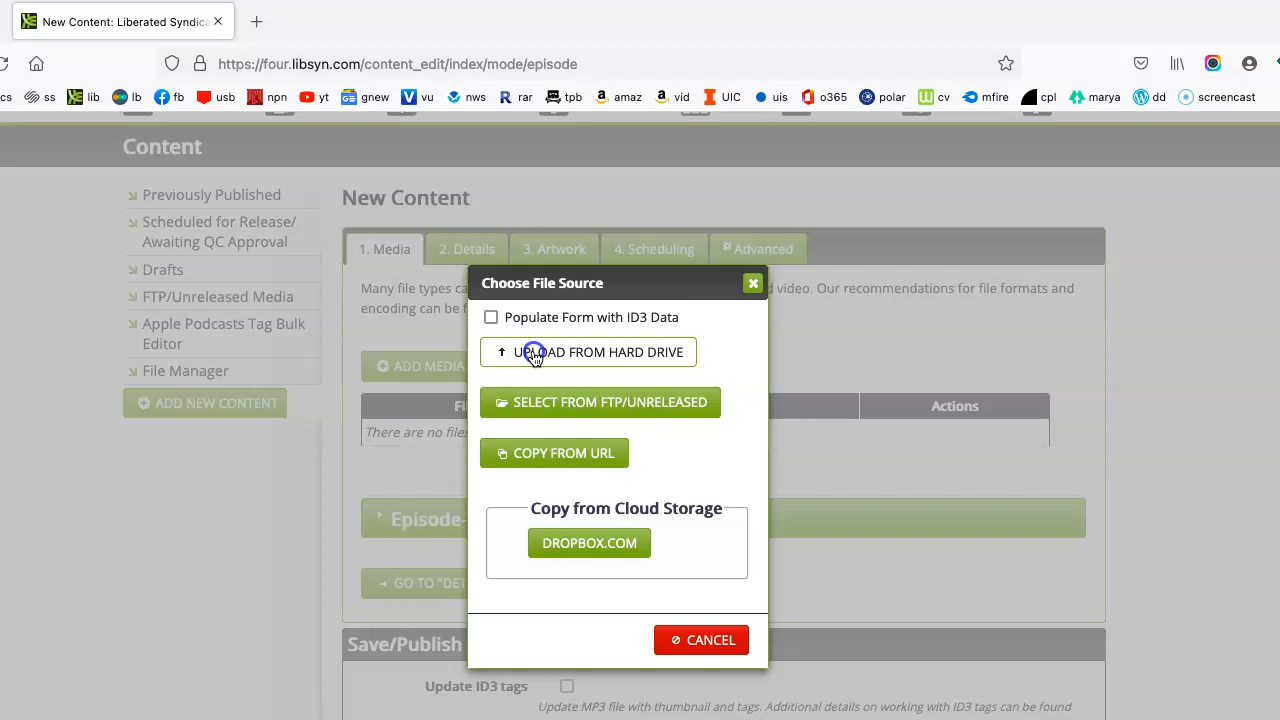 New Content: Liberated Syndica
https://four.libsyn.com/content_edit/index/mode/episode
cs ss lib lb fb usb npn yt gnew vu nws rar tpb amaz vid UIC uis o365 polar cv mfire cpl marya dd screencast
Content
Previously Published
Scheduled for Release/
Awaiting QC Approval
Drafts
FTP/Unreleased Media
Apple Podcasts Tag Bulk
Editor
File Manager
ADD NEW CONTENT
New Content
1. Media 2. Details 3. Artwork 4. Scheduling Advanced
Many file types ca
d video. Our recommendations for file formats and
encoding can be f
ADD MEDIA
Fi
Actions
There are no files
Episode-
GO TO "DET
Choose File Source
Populate Form with ID3 Data
UPLOAD FROM HARD DRIVE
SELECT FROM FTP/UNRELEASED
COPY FROM URL
Copy from Cloud Storage
DROPBOX.COM
CANCEL
Save/Publish
Update ID3 tags
Update MP3 file with thumbnail and tags. Additional details on working with ID3 tags can be found